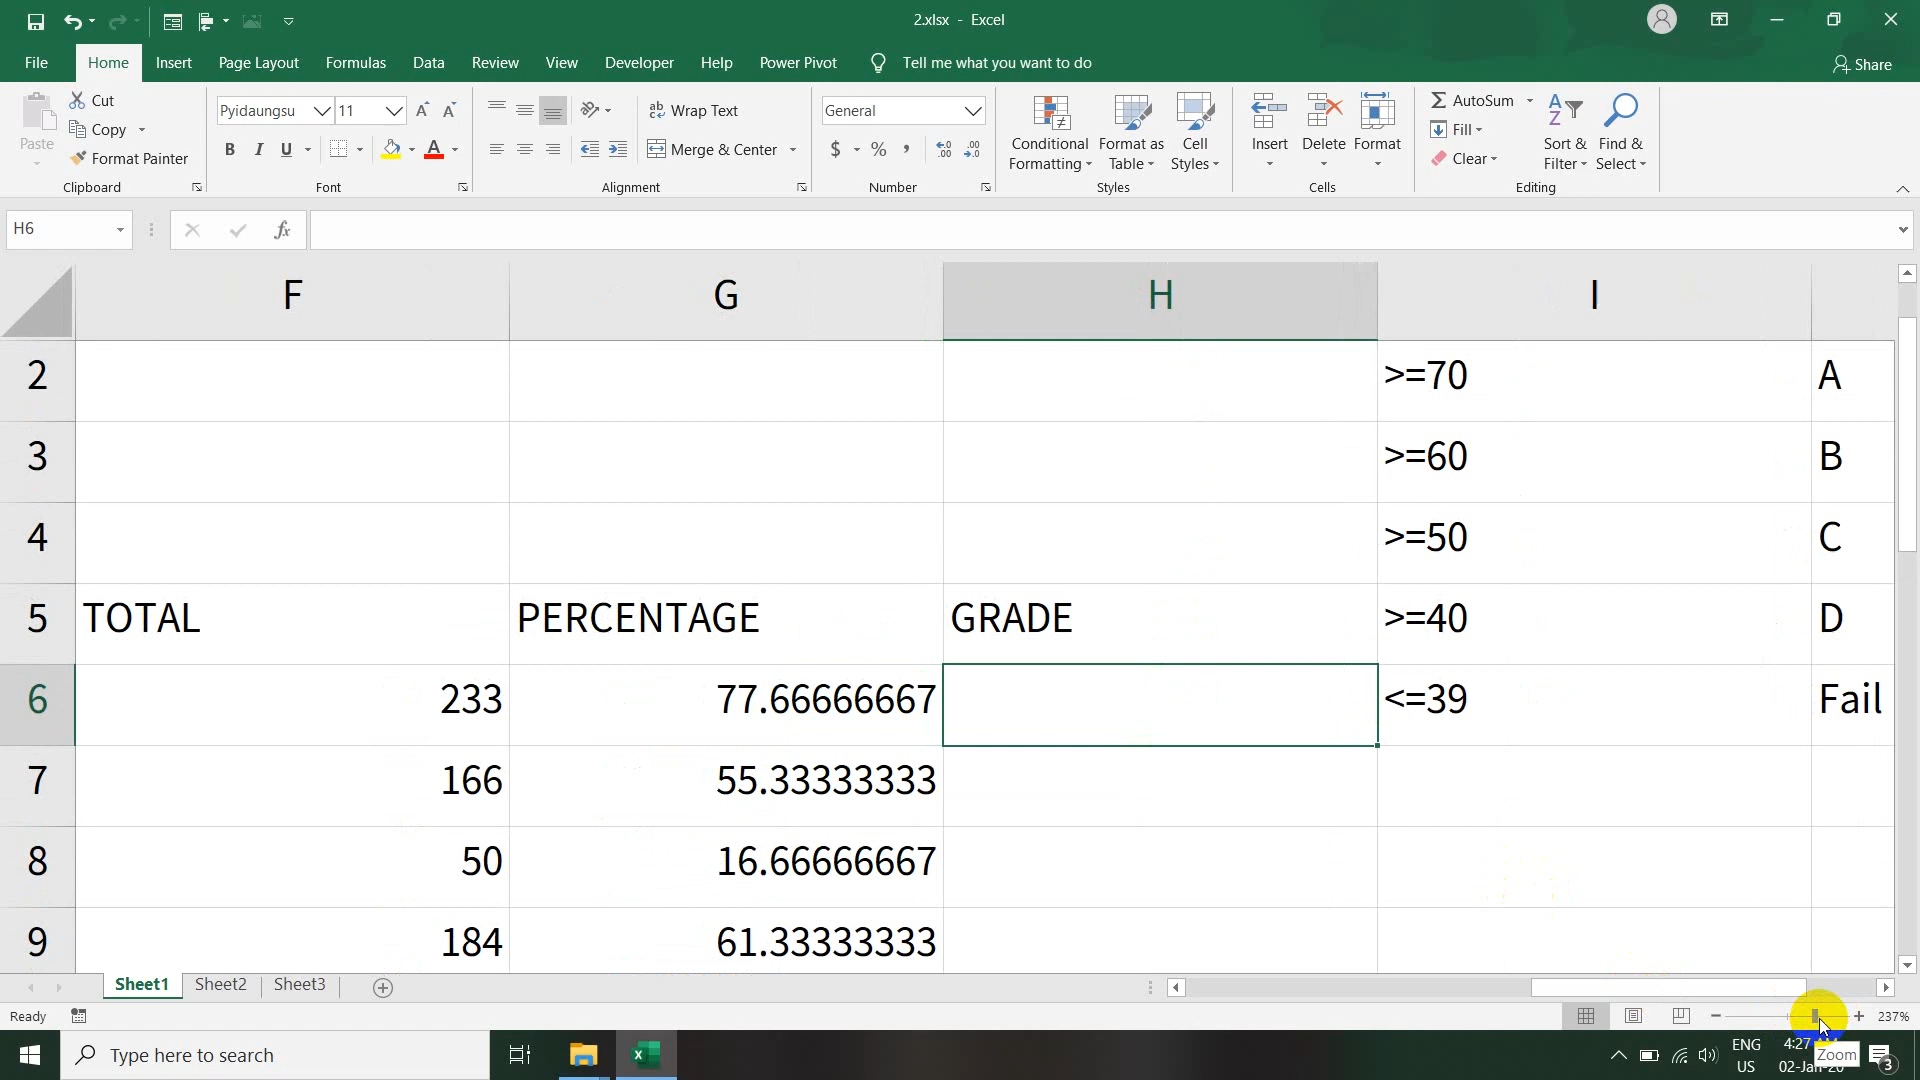 2.xlsx - Excel
File Home Insert Page Layout Formulas Data Review View Developer Help Power Pivot Tell me what you want to do Share
Paste
Cut
Copy
Format Painter
Clipboard
Pyidaungsu 11
B I U
Font
Wrap Text
Merge & Center
Alignment
General
$ % ,
Number
Conditional Formatting
Format as Table
Cell Styles
Styles
Insert Delete Format
Cells
AutoSum
Fill
Clear
Sort & Filter
Find & Select
Editing
H6 fx
F G H I
2 >=70 A
3 >=60 B
4 >=50 C
5 TOTAL PERCENTAGE GRADE >=40 D
6 233 77.66666667 <=39 Fail
7 166 55.33333333
8 50 16.66666667
9 184 61.33333333
Sheet1 Sheet2 Sheet3
Ready 237%
Type here to search
ENG
US
4:27
02-Jan-20
Zoom
3